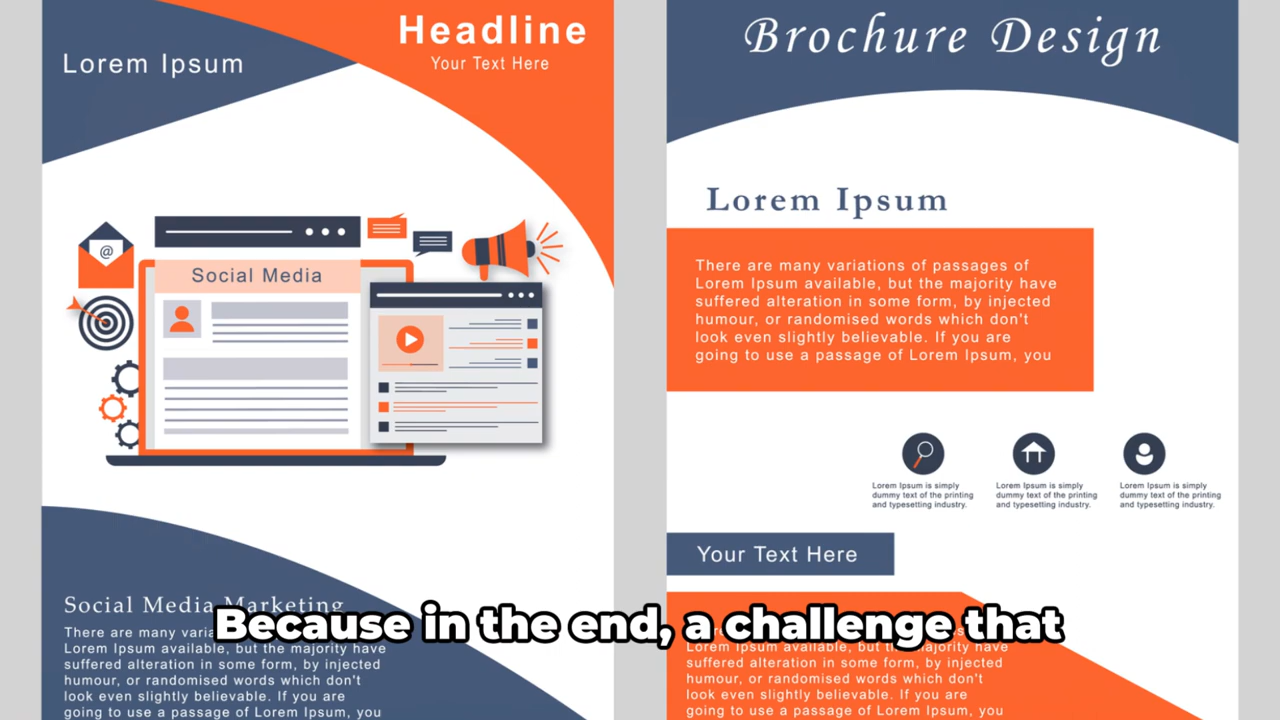 Lorem Ipsum
Headline
Your Text Here
@
Social Media
Social Media Marketing
There are many varia
Lorem Ipsum available, but the majority have
suffered alteration in some form, by injected
humour, or randomised words which don't
look even slightly believable. If you are
going to use a passage of Lorem Ipsum, you
Brochure Design
Lorem Ipsum
There are many variations of passages of
Lorem Ipsum available, but the majority have
suffered alteration in some form, by injected
humour, or randomised words which don't
look even slightly believable. If you are
going to use a passage of Lorem Ipsum, you
Lorem Ipsum is simply
dummy text of the printing
and typesetting industry.
Lorem Ipsum is simply
dummy text of the printing
and typesetting industry.
Lorem Ipsum is simply
dummy text of the printing
and typesetting industry.
Your Text Here
Lorem Ipsum available, but the majority have
suffered alteration in some form, by injected
humour, or randomised words which don't
look even slightly believable. If you are
going to use a passage of Lorem Ipsum, you
Because in the end, a challenge that